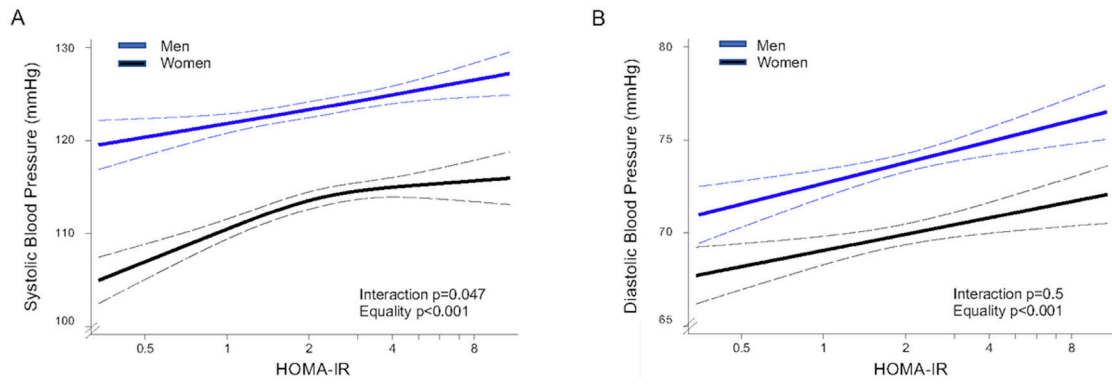 A
Systolic Blood Pressure (mmHg)
130
120
110
100
Men
Women
Interaction p=0.047
Equality p<0.001
0.5 1 2 4 8
HOMA-IR
B
Diastolic Blood Pressure (mmHg)
80
75
70
65
Men
Women
Interaction p=0.5
Equality p<0.001
0.5 1 2 4 8
HOMA-IR